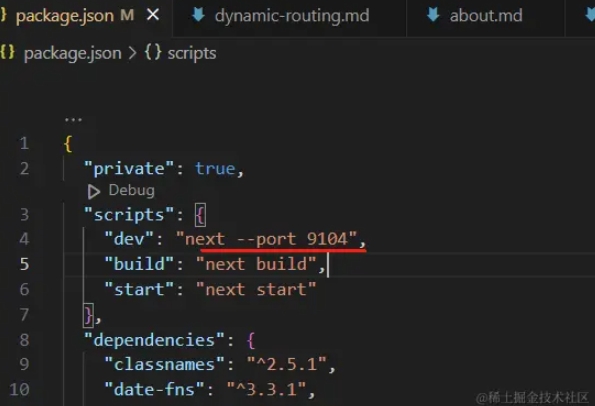 package.json M
dynamic-routing.md
about.md
{} package.json > {} scripts
...
1 {
2 "private": true,
Debug
3 "scripts": {
4 "dev": "next --port 9104",
5 "build": "next build",
6 "start": "next start"
7 },
8 "dependencies": {
9 "classnames": "^2.5.1",
10 "date-fns": "^3.3.1",
@稀土掘金技术社区